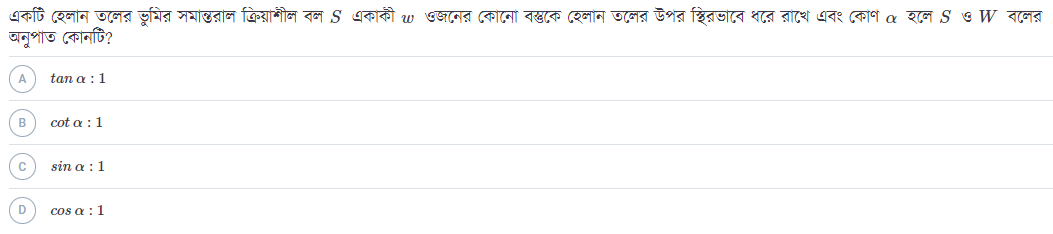 একটি হেলান তলের ভুমির সমান্তরাল ক্রিয়াশীল বল S একাকী w ওজনের কোনো বস্তুকে হেলান তলের উপর স্থিরভাবে ধরে রাখে এবং কোণ α হলে S ও W বলের
অনুপাত কোনটি?
A tan α : 1
B cot α : 1
C sin α : 1
D cos α : 1